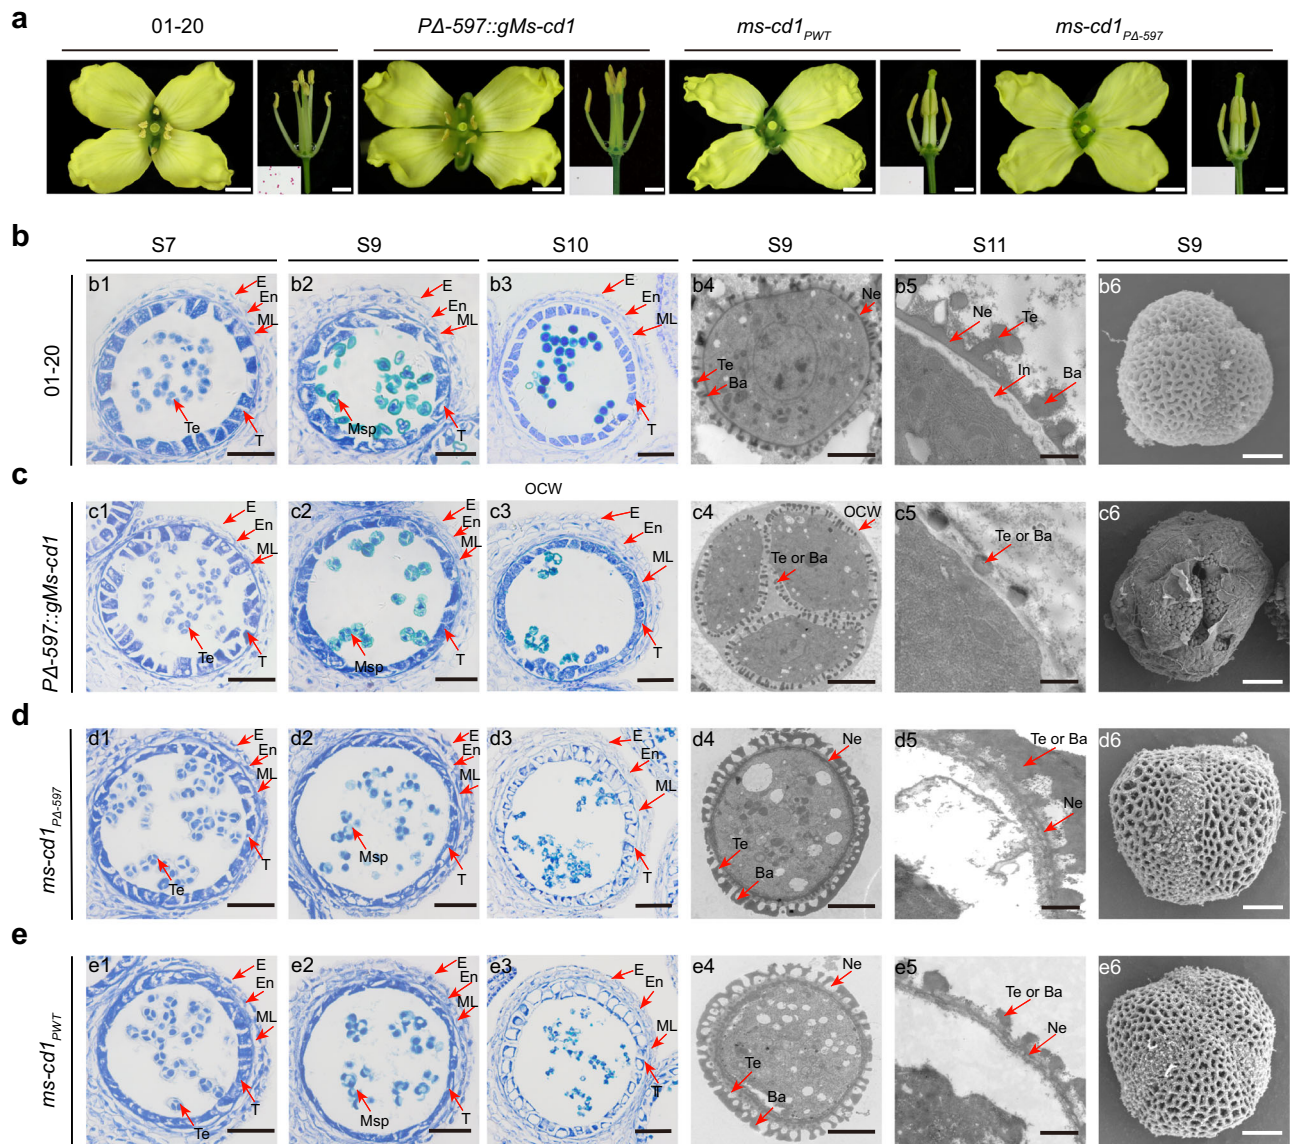 a
01-20 PΔ-597::gMs-cd1 ms-cd1PWT ms-cd1PΔ-597
b S7 S9 S10 S9 S11 S9
01-20
b1 E En ML Te T
b2 E En ML Msp T
b3 E En ML T
b4 Ne Te Ba
b5 Ne Te In Ba
b6
c
OCW
PΔ-597::gMs-cd1
c1 E En ML Te T
c2 E En ML Msp T
c3 E En ML T
c4 OCW Te or Ba
c5 Te or Ba
c6
d
ms-cd1PΔ-597
d1 E En ML Te T
d2 E En ML Msp T
d3 E En ML T
d4 Ne Te Ba
d5 Te or Ba Ne
d6
e
ms-cd1PWT
e1 E En ML Te T
e2 E En ML Msp T
e3 E En ML T
e4 Ne Te Ba
e5 Te or Ba Ne
e6